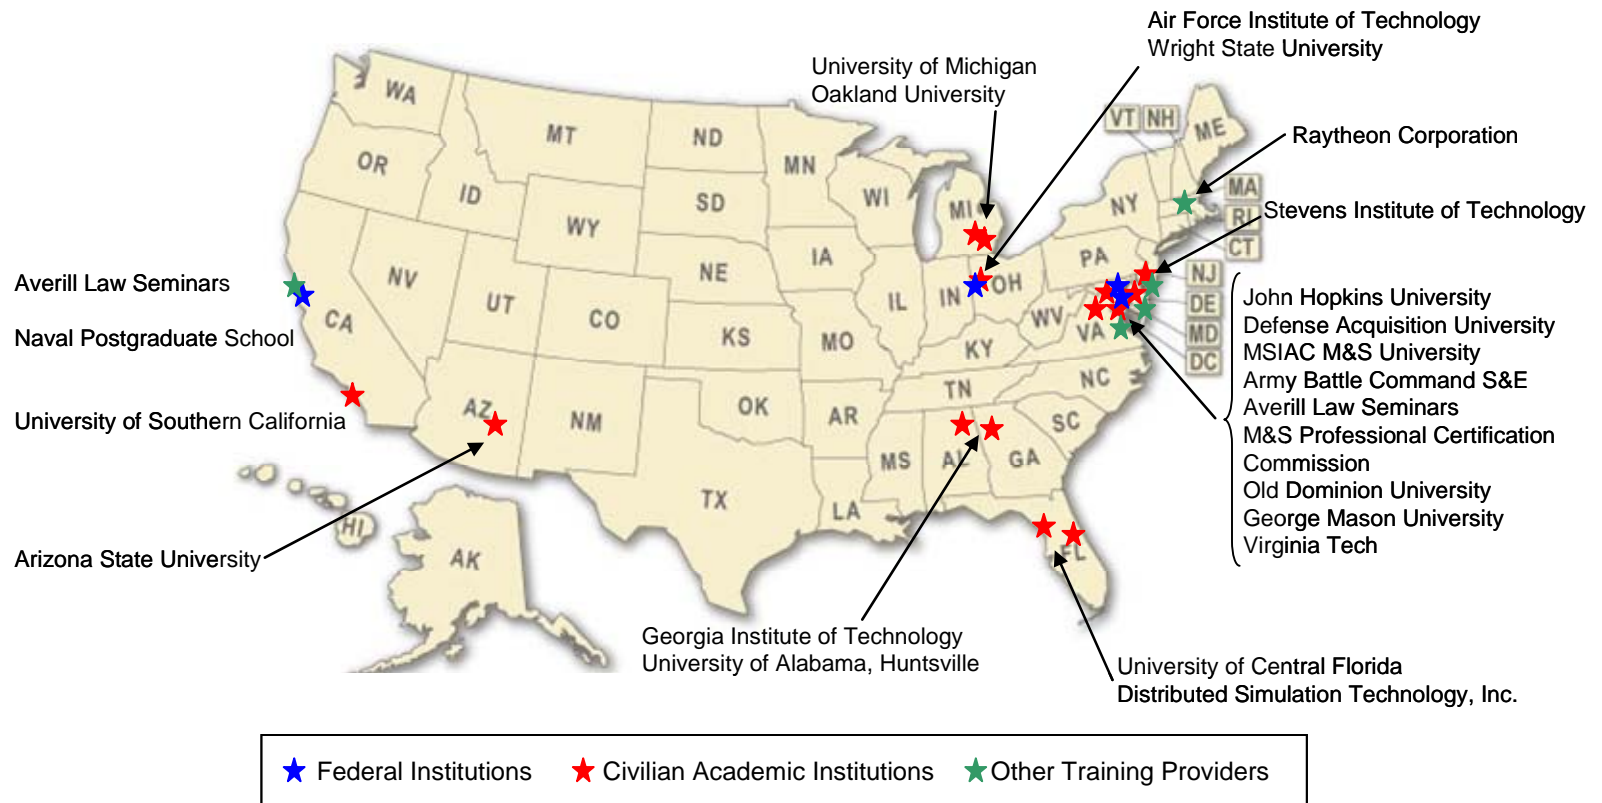 Air Force Institute of Technology
Wright State University
University of Michigan
Oakland University
Raytheon Corporation
Stevens Institute of Technology
Averill Law Seminars
Naval Postgraduate School
University of Southern California
Arizona State University
John Hopkins University
Defense Acquisition University
MSIAC M&S University
Army Battle Command S&E
Averill Law Seminars
M&S Professional Certification
Commission
Old Dominion University
George Mason University
Virginia Tech
Georgia Institute of Technology
University of Alabama, Huntsville
University of Central Florida
Distributed Simulation Technology, Inc.
WA
MT
ND
MN
VT
NH
ME
OR
ID
SD
WI
MI
NY
MA
RI
CT
WY
IA
PA
NJ
NV
NE
IL
IN
OH
DE
UT
CO
WV
MD
CA
KS
MO
KY
VA
DC
TN
NC
AZ
NM
OK
AR
SC
MS
AL
GA
TX
LA
HI
AK
FL
Federal Institutions
Civilian Academic Institutions
Other Training Providers